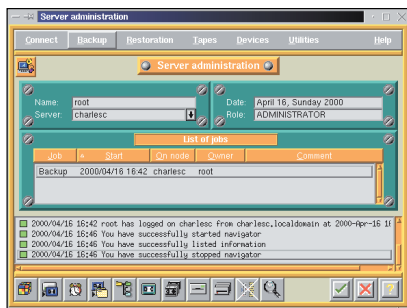 Server administration
Connect Backup Restoration Tapes Devices Utilities Help
Server administration
Name: root
Server: charlesc
Date: April 16, Sunday 2000
Role: ADMINISTRATOR
List of jobs
Job Start On node Owner Comment
Backup 2000/04/16 16:42 charlesc root
2000/04/16 16:42 root has logged on charlesc from charlesc.localdomain at 2000-Apr-16 16
2000/04/16 16:46 You have successfully started navigator
2000/04/16 16:46 You have successfully listed information
2000/04/16 16:46 You have successfully stopped navigator